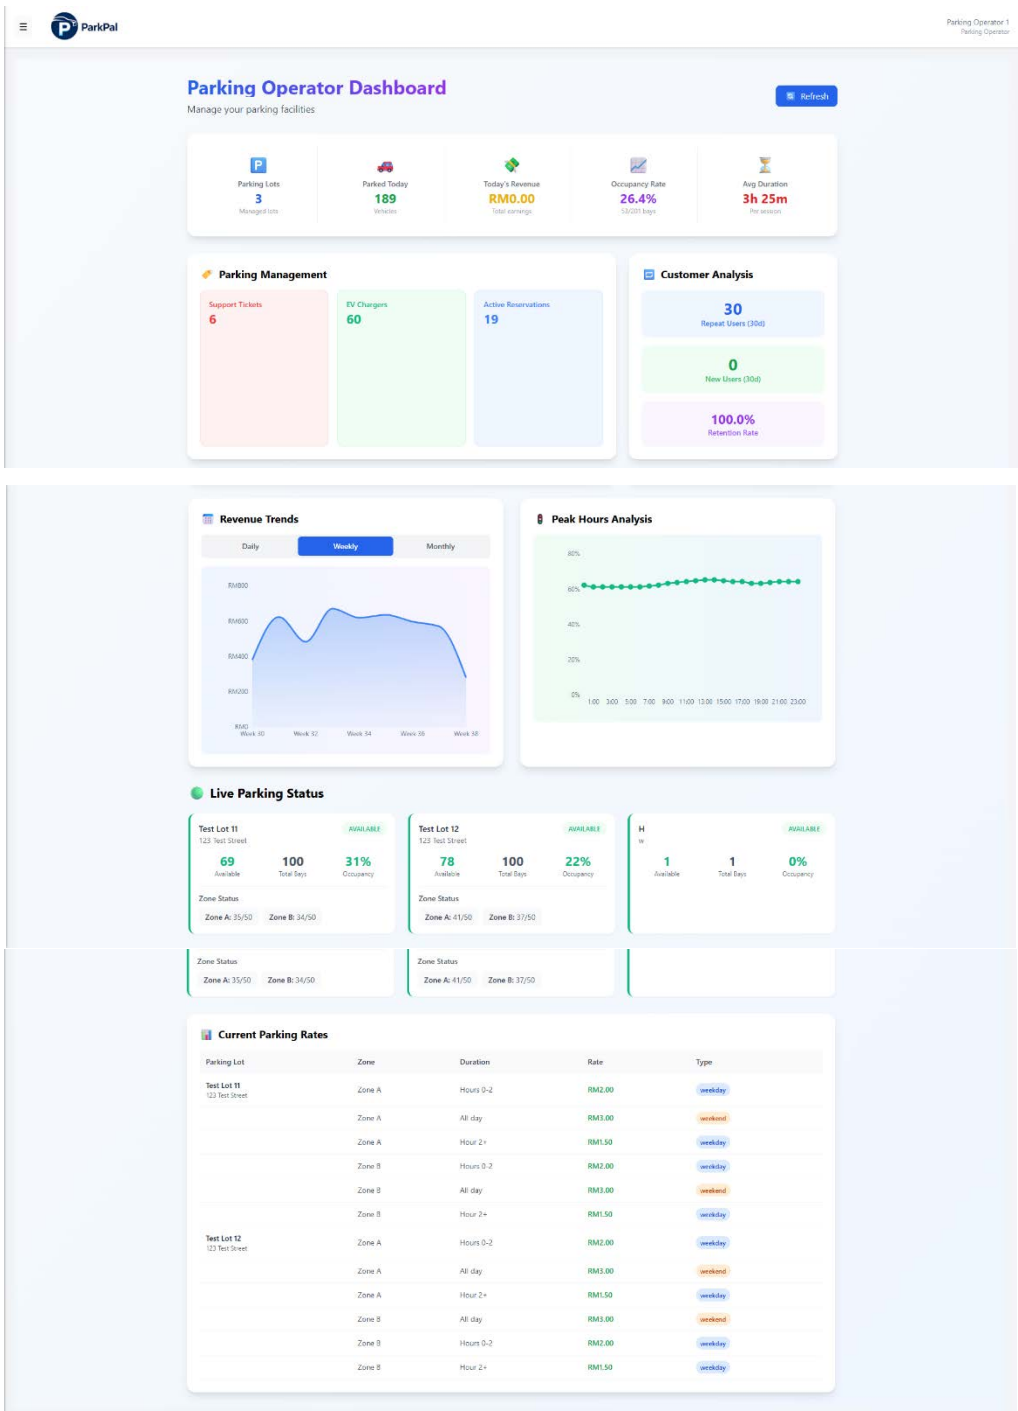 ☰ ParkPal
Parking Operator 1
Parking Operator
Parking Operator Dashboard
Manage your parking facilities
Refresh
Parking Lots
3
Managed lots
Parked Today
189
Vehicles
Today's Revenue
RM0.00
Total earnings
Occupancy Rate
26.4%
53/201 bays
Avg Duration
3h 25m
Per session
Parking Management
Support Tickets
6
EV Chargers
60
Active Reservations
19
Customer Analysis
30
Repeat Users (30d)
0
New Users (30d)
100.0%
Retention Rate
Revenue Trends
Daily Weekly Monthly
RM800
RM600
RM400
RM200
RM0
Week 30 Week 32 Week 34 Week 36 Week 38
Peak Hours Analysis
80%
60%
40%
20%
0%
1:00 3:00 5:00 7:00 9:00 11:00 13:00 15:00 17:00 19:00 21:00 23:00
Live Parking Status
Test Lot 11 AVAILABLE
123 Test Street
69 100 31%
Available Total Bays Occupancy
Zone Status
Zone A: 35/50 Zone B: 34/50
Test Lot 12 AVAILABLE
123 Test Street
78 100 22%
Available Total Bays Occupancy
Zone Status
Zone A: 41/50 Zone B: 37/50
H AVAILABLE
w
1 1 0%
Available Total Bays Occupancy
Zone Status
Zone A: 35/50 Zone B: 34/50
Zone Status
Zone A: 41/50 Zone B: 37/50
Current Parking Rates
Parking Lot Zone Duration Rate Type
Test Lot 11
123 Test Street
Zone A Hours 0-2 RM2.00 weekday
Zone A All day RM3.00 weekend
Zone A Hour 2+ RM1.50 weekday
Zone B Hours 0-2 RM2.00 weekday
Zone B All day RM3.00 weekend
Zone B Hour 2+ RM1.50 weekday
Test Lot 12
123 Test Street
Zone A Hours 0-2 RM2.00 weekday
Zone A All day RM3.00 weekend
Zone A Hour 2+ RM1.50 weekday
Zone B All day RM3.00 weekend
Zone B Hours 0-2 RM2.00 weekday
Zone B Hour 2+ RM1.50 weekday